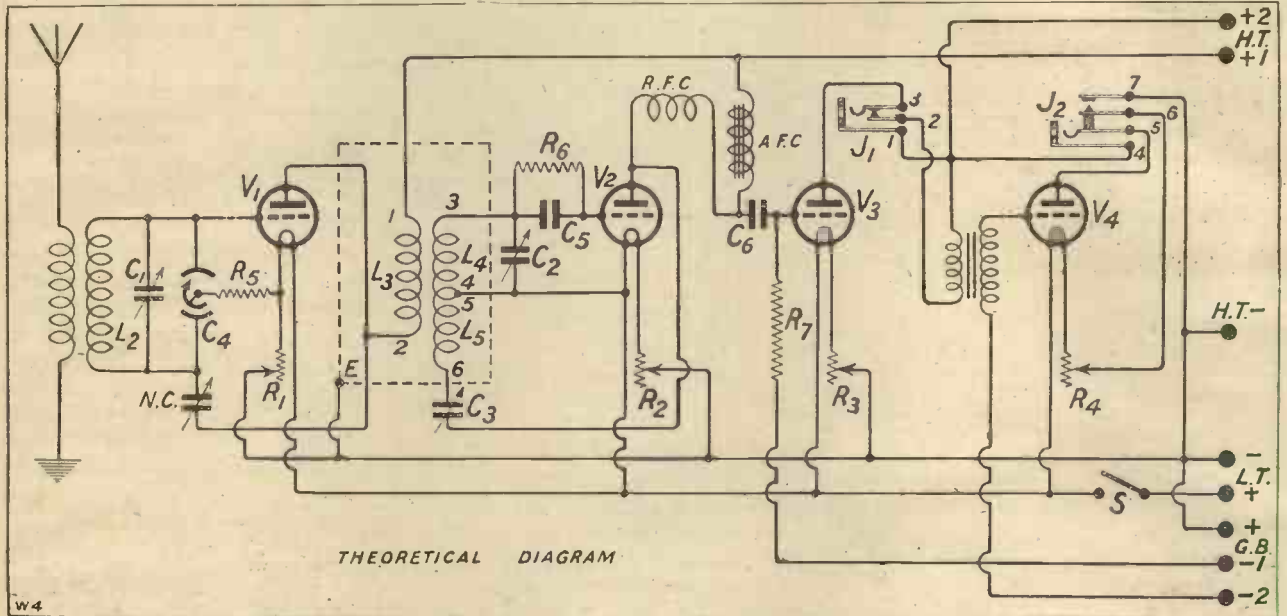 +2
H.T.
+1
7
J2
6
5
4
R.F.C
3
2
1
J1
A.F.C
R6
V1
V2
V3
V4
1
3
C5
C6
C1
R5
L3
L4
C2
4
5
L2
C4
L5
R7
H.T.-
2
E
6
N.C.
R1
C3
R2
R3
R4
-
L.T.
S
+
+
G.B.
-1
-2
THEORETICAL DIAGRAM
W4